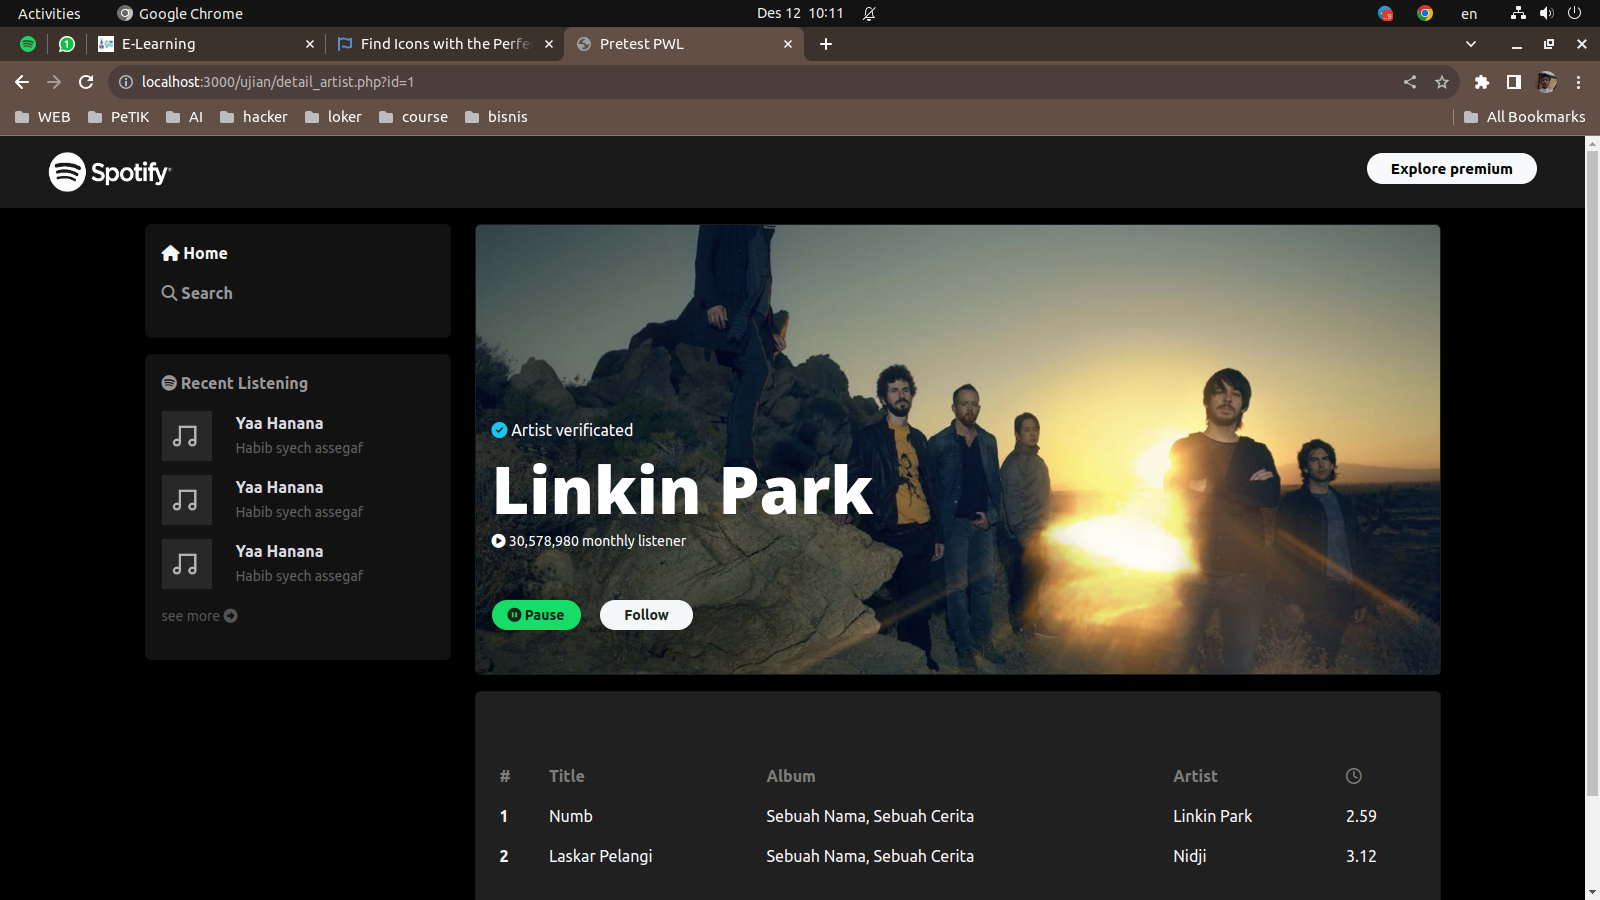 Activities
Google Chrome
Des 12 10:11
en
1
E-Learning
Find Icons with the Perfe
Pretest PWL
localhost:3000/ujian/detail_artist.php?id=1
WEB
PeTIK
AI
hacker
loker
course
bisnis
All Bookmarks
Spotify
Explore premium
Home
Search
Recent Listening
Yaa Hanana
Habib syech assegaf
Yaa Hanana
Habib syech assegaf
Yaa Hanana
Habib syech assegaf
see more
Artist verificated
Linkin Park
30,578,980 monthly listener
Pause
Follow
# Title Album Artist
1 Numb Sebuah Nama, Sebuah Cerita Linkin Park 2.59
2 Laskar Pelangi Sebuah Nama, Sebuah Cerita Nidji 3.12